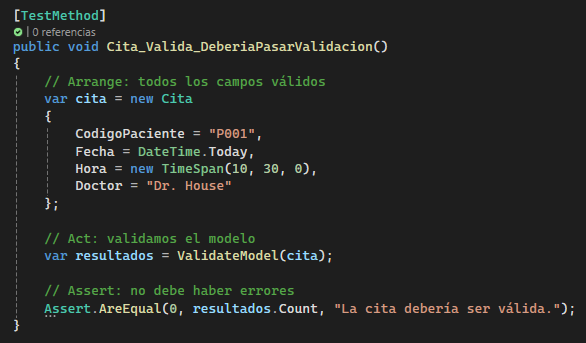 [TestMethod]
| 0 referencias
public void Cita_Valida_DeberiaPasarValidacion()
{
// Arrange: todos los campos válidos
var cita = new Cita
{
CodigoPaciente = "P001",
Fecha = DateTime.Today,
Hora = new TimeSpan(10, 30, 0),
Doctor = "Dr. House"
};
// Act: validamos el modelo
var resultados = ValidateModel(cita);
// Assert: no debe haber errores
Assert.AreEqual(0, resultados.Count, "La cita debería ser válida.");
}